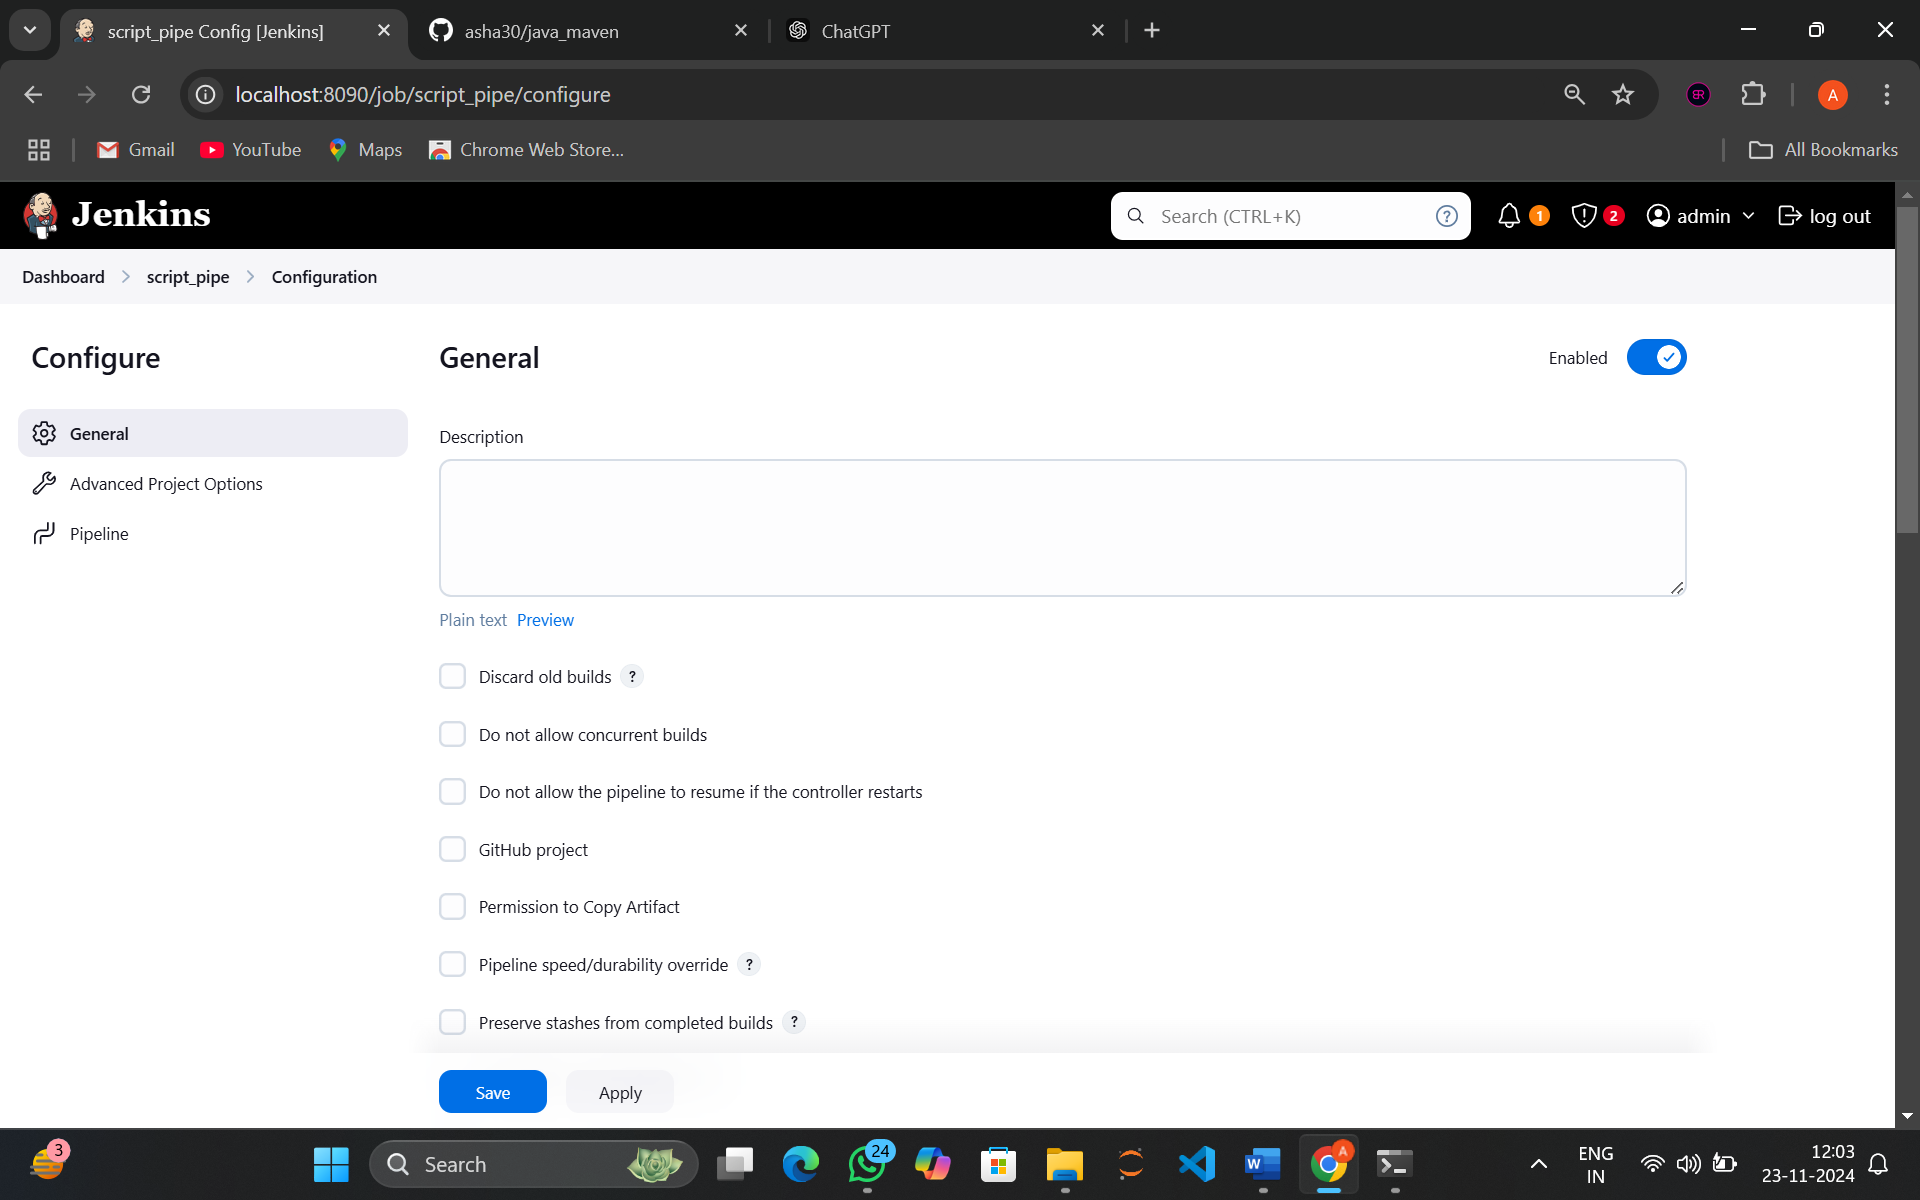 script_pipe Config [Jenkins]
asha30/java_maven
ChatGPT
localhost:8090/job/script_pipe/configure
A
Gmail
YouTube
Maps
Chrome Web Store...
All Bookmarks
Jenkins
Search (CTRL+K)
?
1
2
admin
log out
Dashboard
script_pipe
Configuration
Configure
General
Advanced Project Options
Pipeline
General
Enabled
Description
Plain text Preview
Discard old builds ?
Do not allow concurrent builds
Do not allow the pipeline to resume if the controller restarts
GitHub project
Permission to Copy Artifact
Pipeline speed/durability override ?
Preserve stashes from completed builds ?
Save
Apply
3
Search
24
W
A
ENG
IN
12:03
23-11-2024